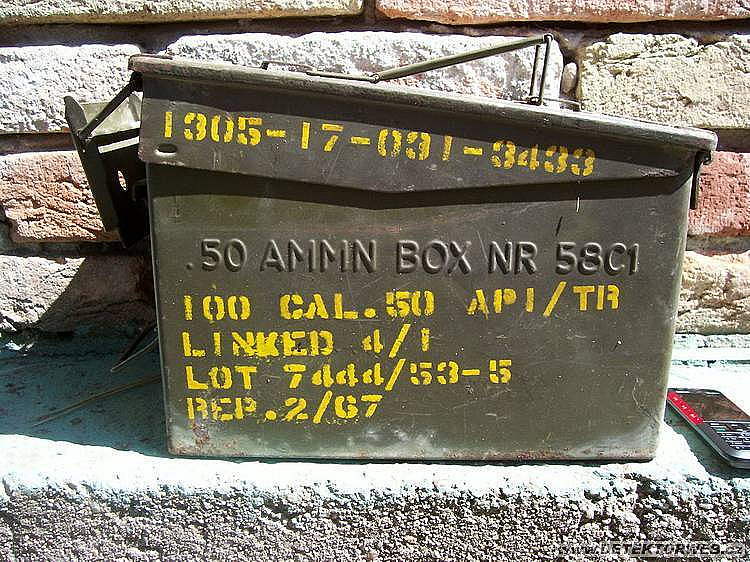 1305-17-031-3433
.50 AMMN BOX NR 58C1
100 CAL.50 API/TR
LINKED 4/1
LOT 7444/53-5
REP.2/67
www.DETEKTORWEB.cz